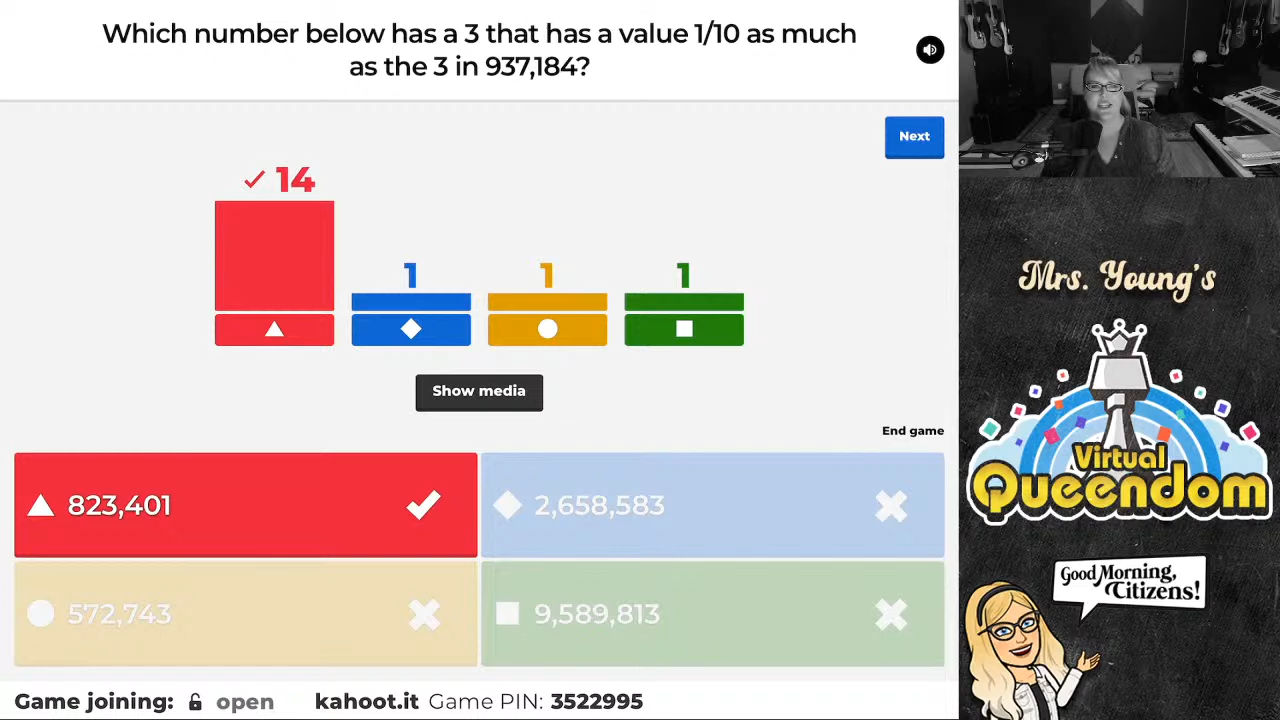 Which number below has a 3 that has a value 1/10 as much
as the 3 in 937,184?
Next
14
1
1
1
Show media
End game
823,401
2,658,583
572,743
9,589,813
Game joining: open kahoot.it Game PIN: 3522995
Mrs. Young's
Virtual
Queendom
Good Morning,
Citizens!